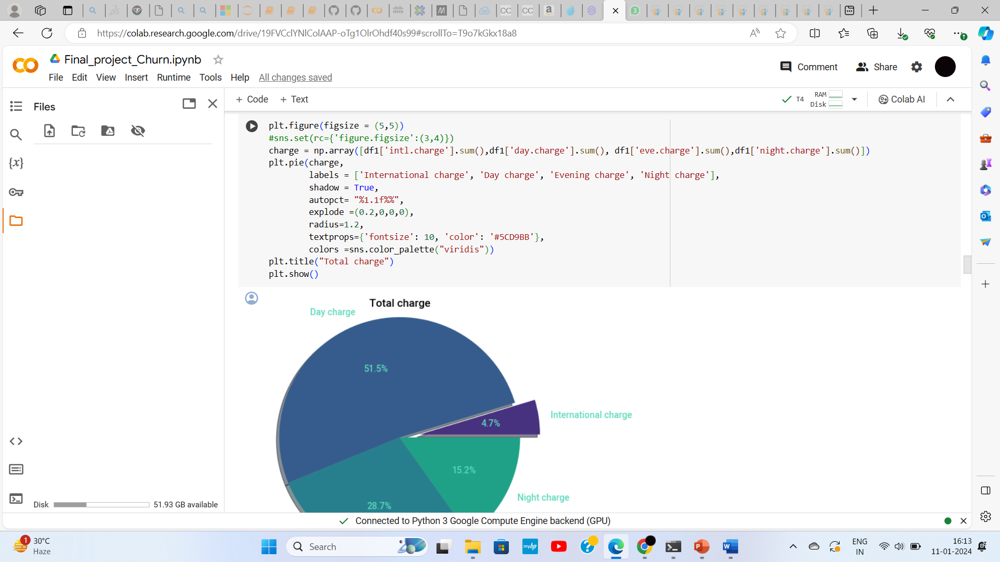 https://colab.research.google.com/drive/19FVCclYNlColAAP-oTg1OlrOhdf40s99#scrollTo=T9o7kGkx18a8
Final_project_Churn.ipynb
File Edit View Insert Runtime Tools Help All changes saved
Comment Share
Files
+ Code + Text
T4 RAM Disk
Colab AI
plt.figure(figsize = (5,5))
#sns.set(rc={'figure.figsize':(3,4)})
charge = np.array([df1['intl.charge'].sum(),df1['day.charge'].sum(), df1['eve.charge'].sum(),df1['night.charge'].sum()])
plt.pie(charge,
labels = ['International charge', 'Day charge', 'Evening charge', 'Night charge'],
shadow = True,
autopct= "%1.1f%%",
explode =(0.2,0,0,0),
radius=1.2,
textprops={'fontsize': 10, 'color': '#5CD9BB'},
colors =sns.color_palette("viridis"))
plt.title("Total charge")
plt.show()
Total charge
Day charge
51.5%
International charge
4.7%
15.2%
Night charge
28.7%
Disk 51.93 GB available
Connected to Python 3 Google Compute Engine backend (GPU)
1
30°C
Haze
Search
myhp
ENG
IN
16:13
11-01-2024